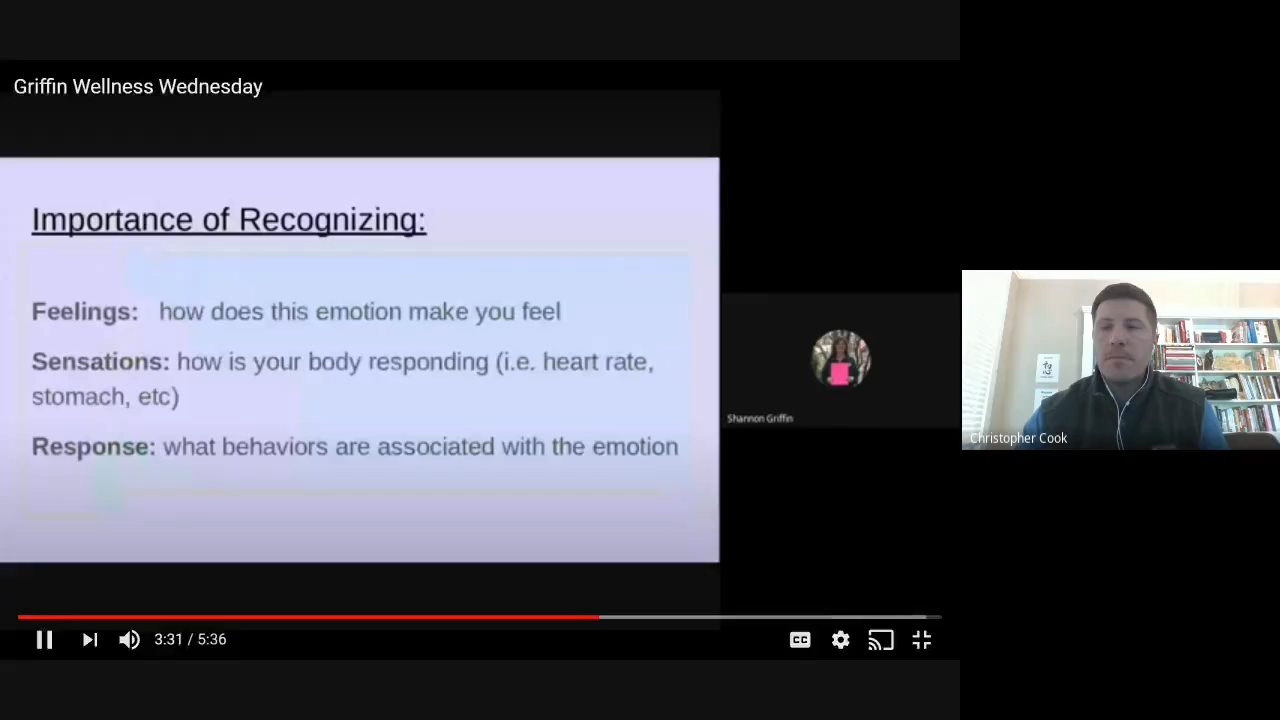 Griffin Wellness Wednesday
Importance of Recognizing:
Feelings: how does this emotion make you feel
Sensations: how is your body responding (i.e. heart rate,
stomach, etc)
Response: what behaviors are associated with the emotion
Shannon Griffin
Christopher Cook
3:31 / 5:36
CC